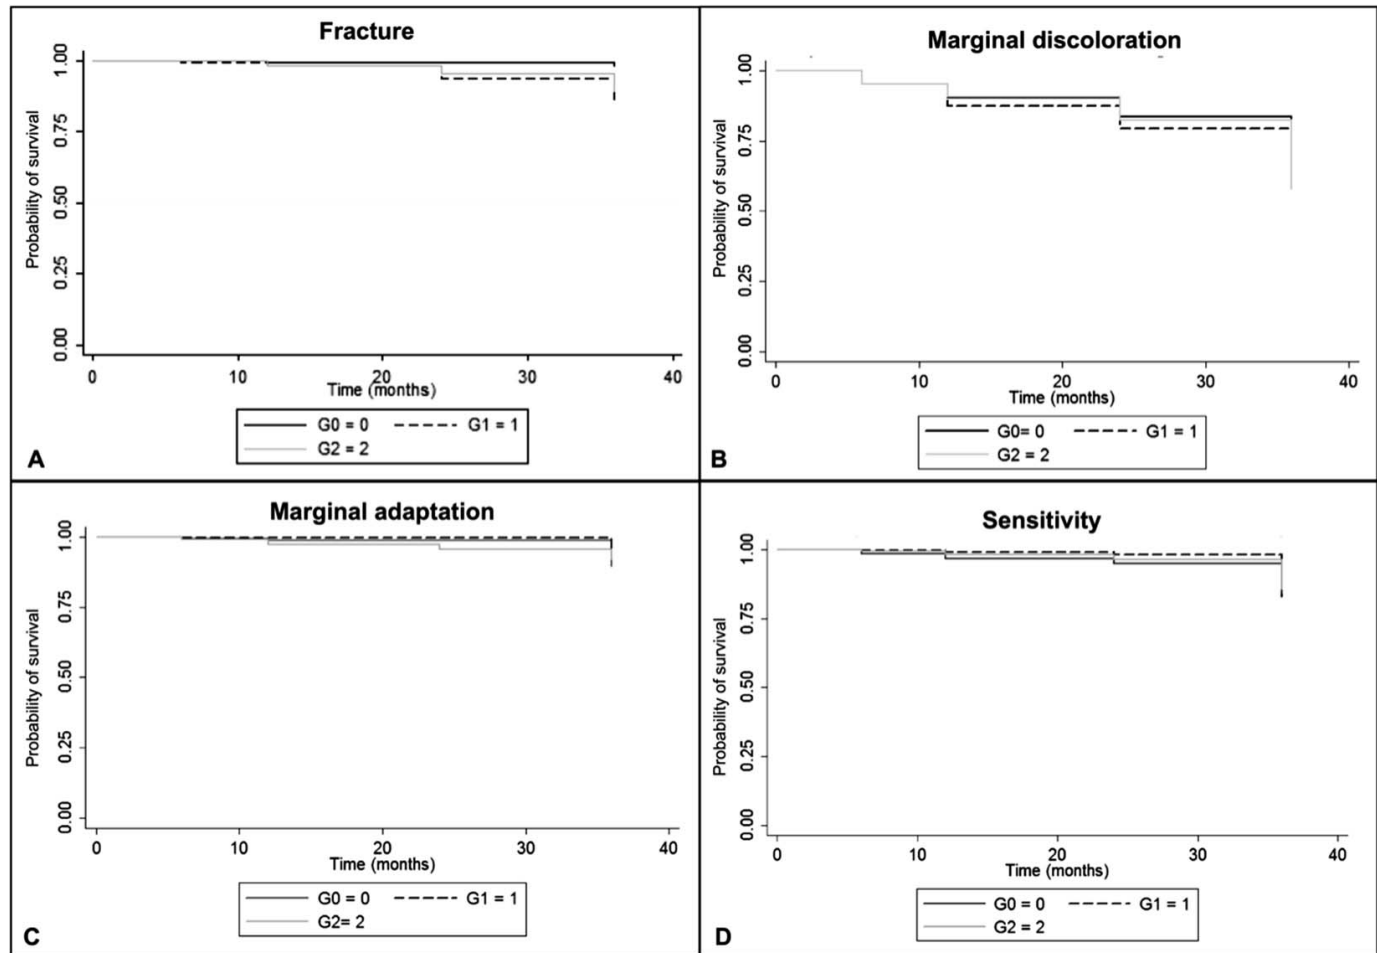 Fracture
Probability of survival
1.00
0.75
0.50
0.25
0.00
0 10 20 30 40
Time (months)
G0 = 0 G1 = 1
G2 = 2
A
Marginal discoloration
Probability of survival
1.00
0.75
0.50
0.25
0.00
0 10 20 30 40
Time (months)
G0= 0 G1 = 1
G2 = 2
B
Marginal adaptation
Probability of survival
1.00
0.75
0.50
0.25
0.00
0 10 20 30 40
Time (months)
G0 = 0 G1 = 1
G2= 2
C
Sensitivity
Probability of survival
1.00
0.75
0.50
0.25
0.00
0 10 20 30 40
Time (months)
G0 = 0 G1 = 1
G2 = 2
D